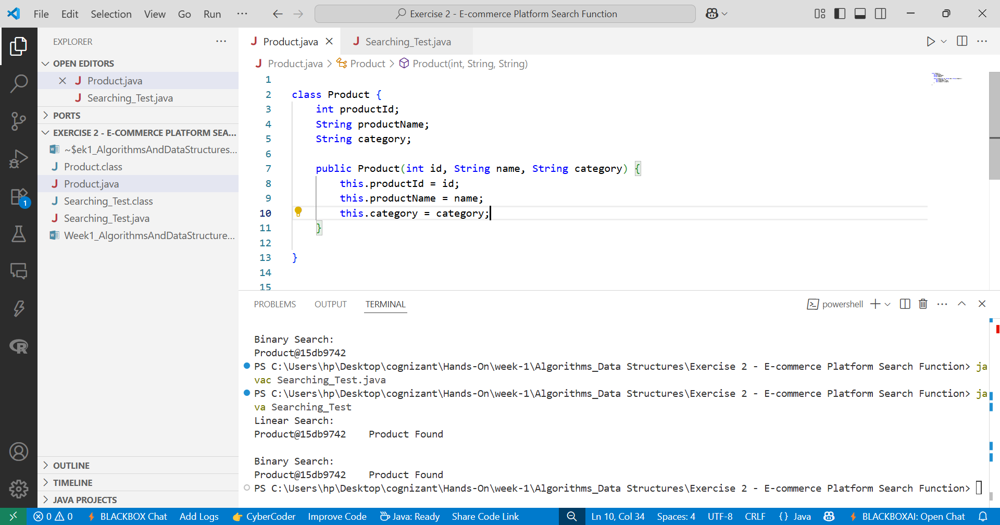 File Edit Selection View Go Run ···
Exercise 2 - E-commerce Platform Search Function
EXPLORER
OPEN EDITORS
Product.java
Searching_Test.java
PORTS
EXERCISE 2 - E-COMMERCE PLATFORM SEA...
~$ek1_AlgorithmsAndDataStructures...
Product.class
Product.java
Searching_Test.class
Searching_Test.java
Week1_AlgorithmsAndDataStructure...
OUTLINE
TIMELINE
JAVA PROJECTS
1
Product.java Searching_Test.java
Product.java > Product > Product(int, String, String)
1
2 class Product {
3 int productId;
4 String productName;
5 String category;
6
7 public Product(int id, String name, String category) {
8 this.productId = id;
9 this.productName = name;
10 this.category = category;
11 }
12
13 }
14
15
PROBLEMS OUTPUT TERMINAL
powershell
Binary Search:
Product@15db9742
PS C:\Users\hp\Desktop\cognizant\Hands-On\week-1\Algorithms_Data Structures\Exercise 2 - E-commerce Platform Search Function> ja
vac Searching_Test.java
PS C:\Users\hp\Desktop\cognizant\Hands-On\week-1\Algorithms_Data Structures\Exercise 2 - E-commerce Platform Search Function> ja
va Searching_Test
Linear Search:
Product@15db9742 Product Found
Binary Search:
Product@15db9742 Product Found
PS C:\Users\hp\Desktop\cognizant\Hands-On\week-1\Algorithms_Data Structures\Exercise 2 - E-commerce Platform Search Function>
0 0 BLACKBOX Chat Add Logs CyberCoder Improve Code Java: Ready Share Code Link Ln 10, Col 34 Spaces: 4 UTF-8 CRLF {} Java BLACKBOXAI: Open Chat